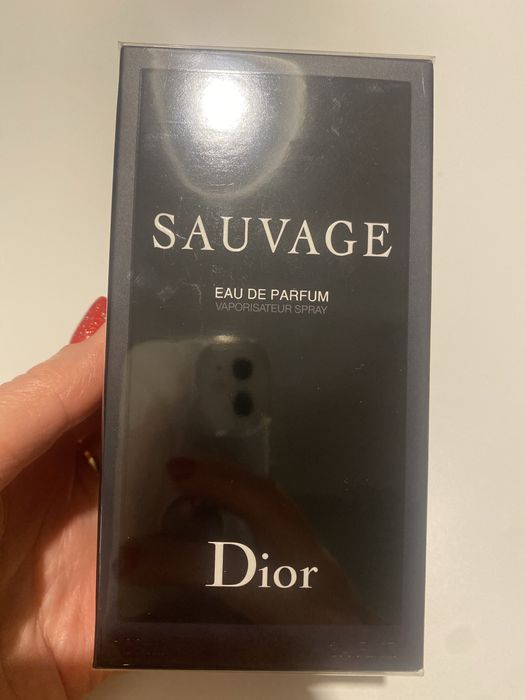 SAUVAGE
EAU DE PARFUM
VAPORISATEUR SPRAY
Dior